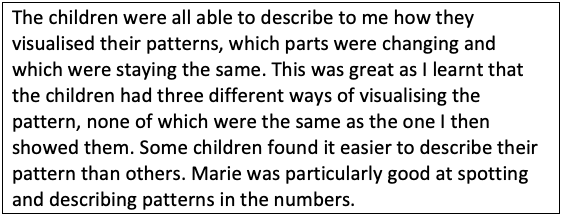 The children were all able to describe to me how they
visualised their patterns, which parts were changing and
which were staying the same. This was great as I learnt that
the children had three different ways of visualising the
pattern, none of which were the same as the one I then
showed them. Some children found it easier to describe their
pattern than others. Marie was particularly good at spotting
and describing patterns in the numbers.